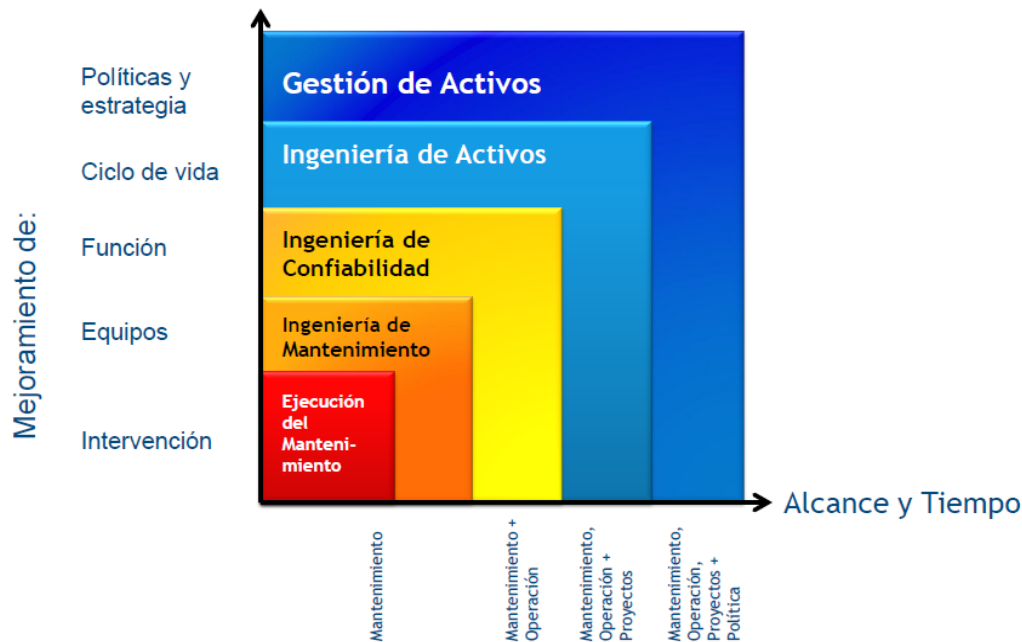 Mejoramiento de:
Políticas y
estrategia
Ciclo de vida
Función
Equipos
Intervención
Gestión de Activos
Ingeniería de Activos
Ingeniería de
Confiabilidad
Ingeniería de
Mantenimiento
Ejecución
del
Manteni-
miento
Alcance y Tiempo
Mantenimiento
Mantenimiento +
Operación
Mantenimiento,
Operación +
Proyectos
Mantenimiento,
Operación,
Proyectos +
Política